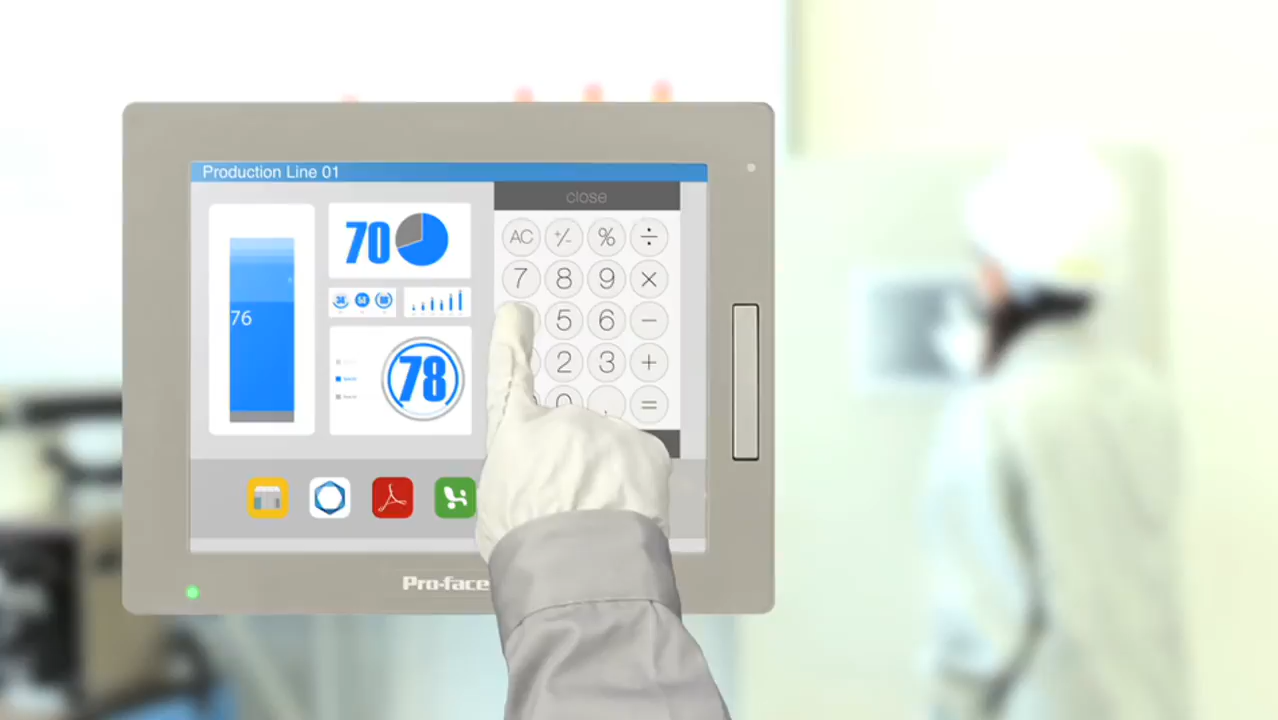 Production Line 01
close
AC +/- % ÷
70
7 8 9 ×
76
5 6 −
78
2 3 +
0 . =
Pro-face